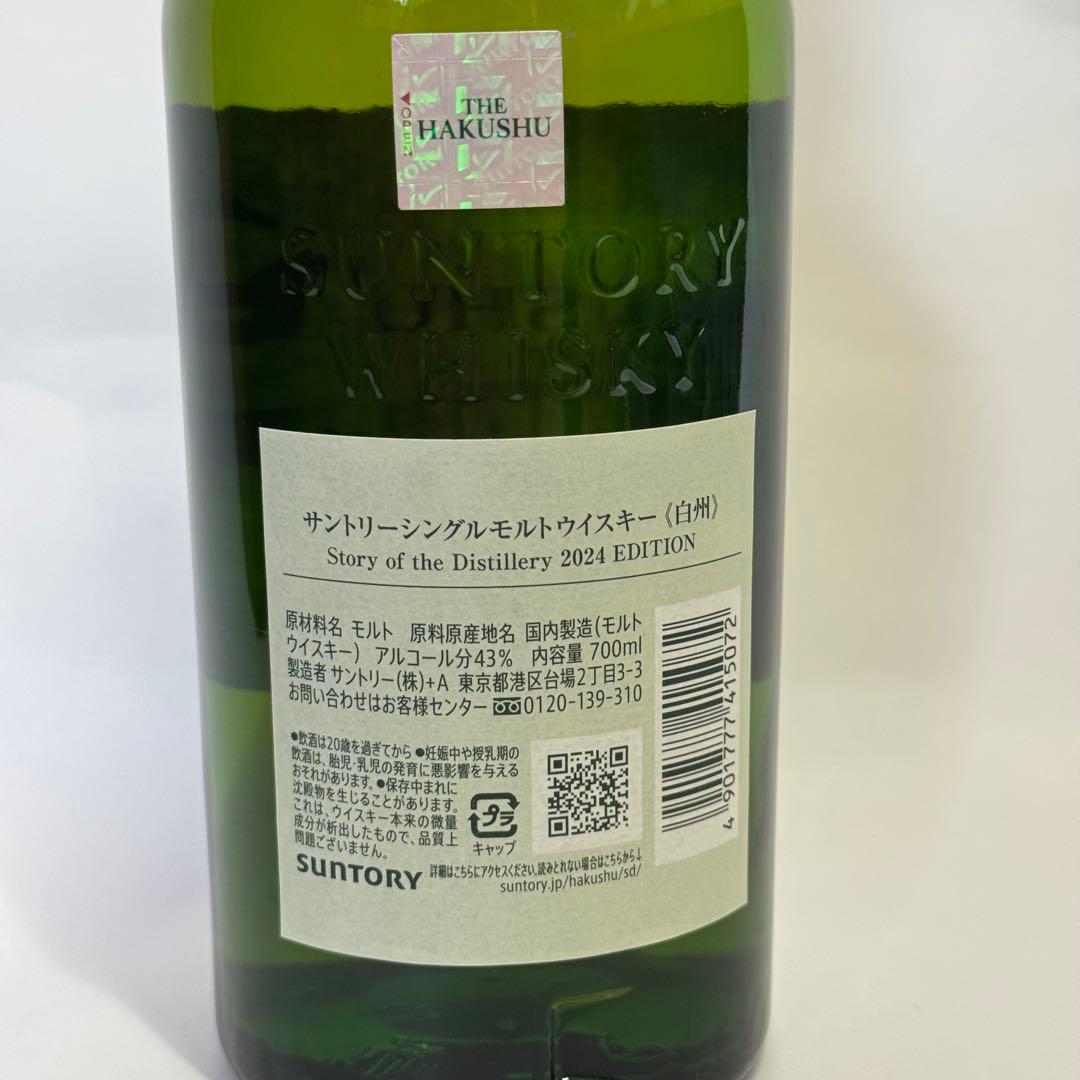 THE
HAKUSHU
OPEN
SUNTORY
WHISKY
サントリーシングルモルトウイスキー《白州》
Story of the Distillery 2024 EDITION
原材料名 モルト 原料原産地名 国内製造(モルト
ウイスキー) アルコール分43% 内容量 700ml
製造者 サントリー(株)+A 東京都港区台場2丁目3-3
お問い合わせはお客様センター 0120-139-310
●飲酒は20歳を過ぎてから ●妊娠中や授乳期の
飲酒は、胎児・乳児の発育に悪影響を与える
おそれがあります。●保存中まれに
沈殿物を生じることがあります。
これは、ウイスキー本来の微量
成分が析出したもので、品質上
問題ございません。
プラ
キャップ
SUNTORY
詳細はこちらにアクセスください。読みとれない場合はこちらから↓
suntory.jp/hakushu/sd/
4 901777 415072